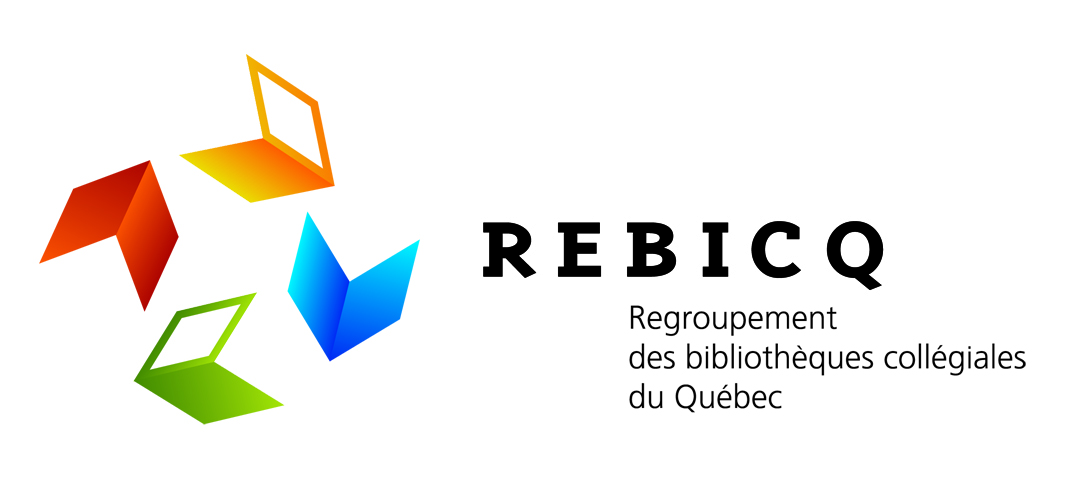 REBICQ
Regroupement
des bibliothèques collégiales
du Québec